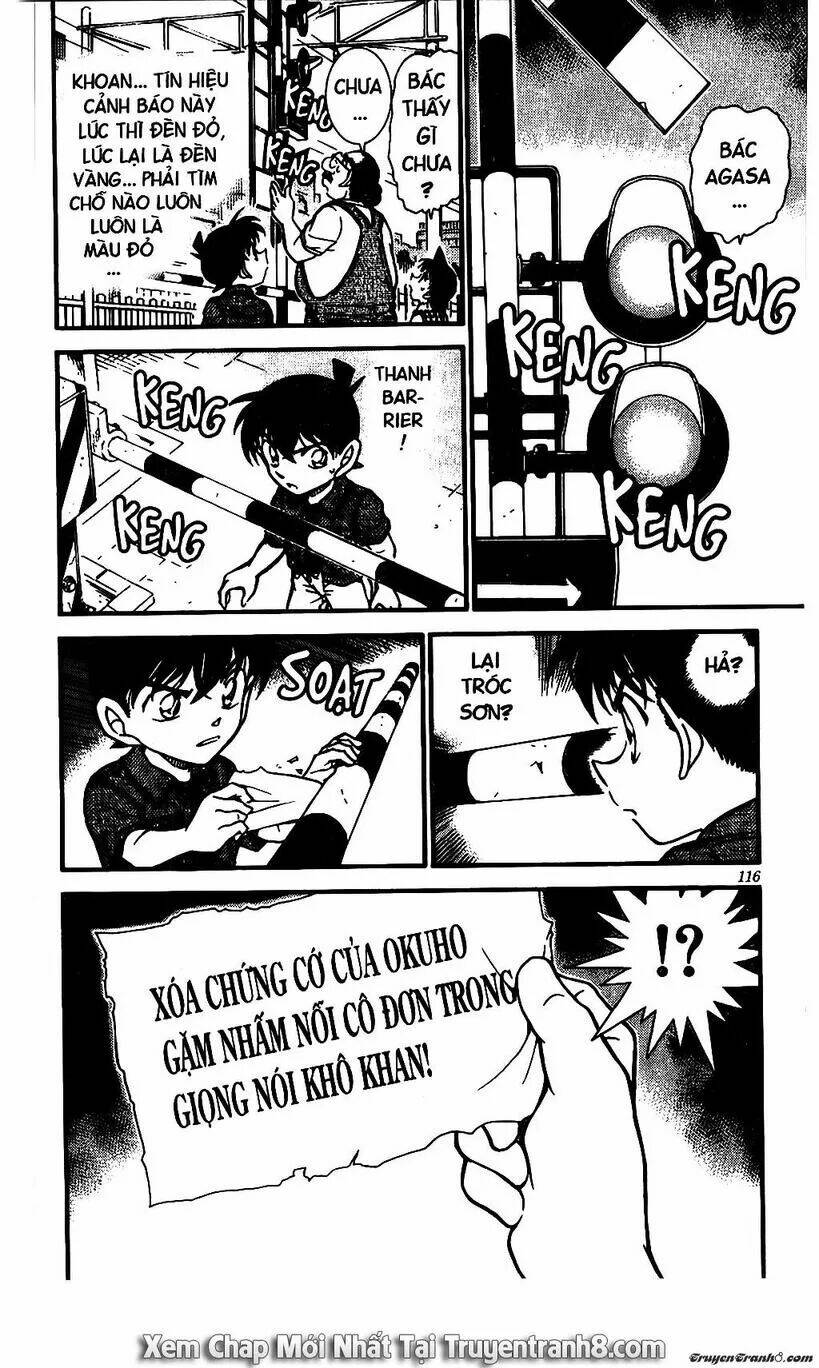 BÁC
AGASA
...
KENG
KENG
KENG
BÁC
THẤY
GÌ
CHƯA
?
CHƯA
...
KENG
KENG
KHOAN... TÍN HIỆU
CẢNH BÁO NÀY
LÚC THÌ ĐÈN ĐỎ,
LÚC LẠI LÀ ĐÈN
VÀNG... PHẢI TÌM
CHỖ NÀO LUÔN
LUÔN LÀ
MÀU ĐỎ
...
THANH
BAR-
RIER
!
KENG
KENG
HẢ?
LẠI
TRÓC
SƠN?
SOẠT
116
!?
XÓA CHỨNG CỚ CỦA OKUHO
GẶM NHẤM NỖI CÔ ĐƠN TRONG
GIỌNG NÓI KHÔ KHAN!
Xem Chap Mới Nhất Tại Truyentranh8.com
TruyenTranh8.com